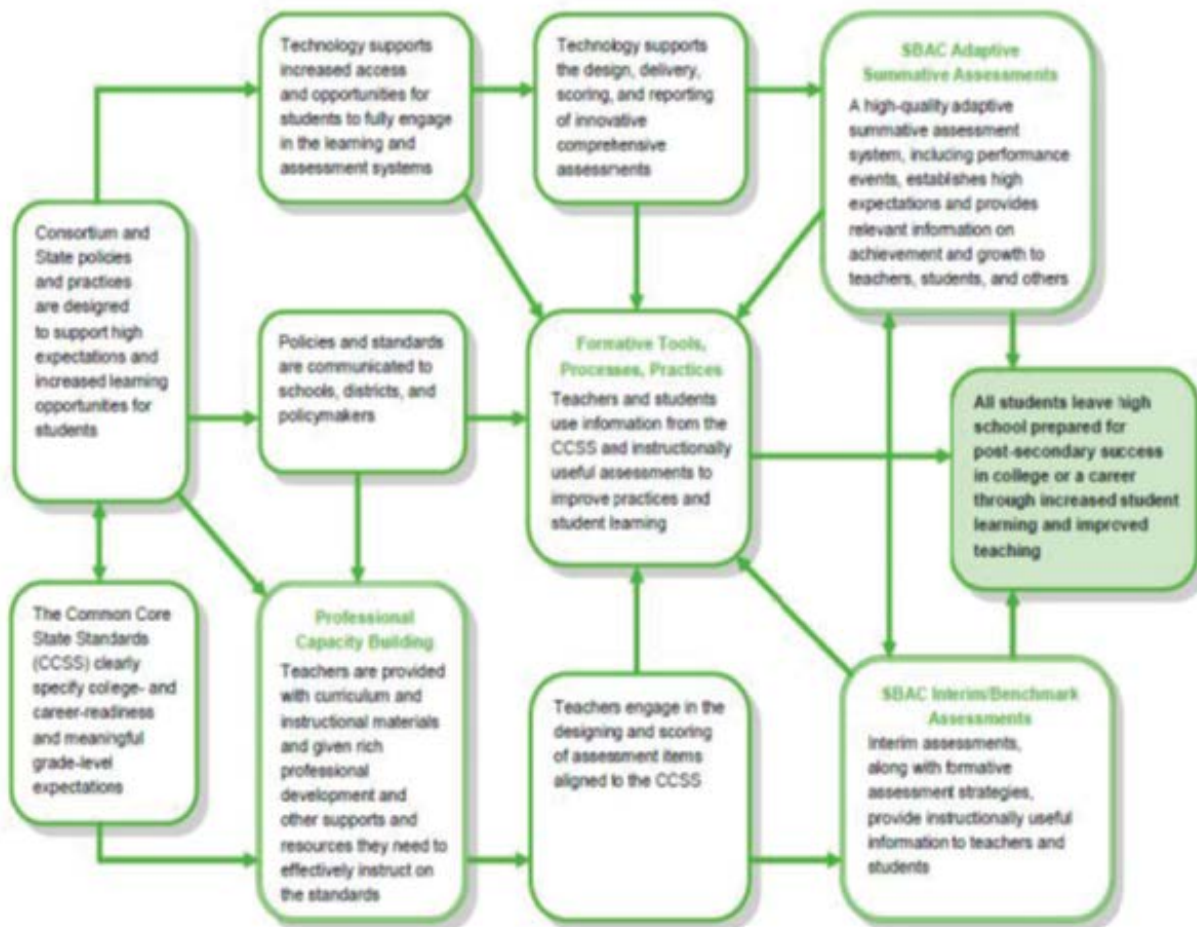 Technology supports
increased access
and opportunities for
students to fully engage
in the learning and
assessment systems
Technology supports
the design, delivery,
scoring, and reporting
of innovative
comprehensive
assessments
SBAC Adaptive
Summative Assessments
A high-quality adaptive
summative assessment
system, including performance
events, establishes high
expectations and provides
relevant information on
achievement and growth to
teachers, students, and others
Consortium and
State policies
and practices
are designed
to support high
expectations and
increased learning
opportunities for
students
Policies and standards
are communicated to
schools, districts, and
policymakers
Formative Tools,
Processes, Practices
Teachers and students
use information from the
CCSS and instructionally
useful assessments to
improve practices and
student learning
All students leave high
school prepared for
post-secondary success
in college or a career
through increased student
learning and improved
teaching
The Common Core
State Standards
(CCSS) clearly
specify college- and
career-readiness
and meaningful
grade-level
expectations
Professional
Capacity Building
Teachers are provided
with curriculum and
instructional materials
and given rich
professional
development and
other supports and
resources they need to
effectively instruct on
the standards
Teachers engage in the
designing and scoring
of assessment items
aligned to the CCSS
SBAC Interim/Benchmark
Assessments
Interim assessments,
along with formative
assessment strategies,
provide instructionally useful
information to teachers and
students